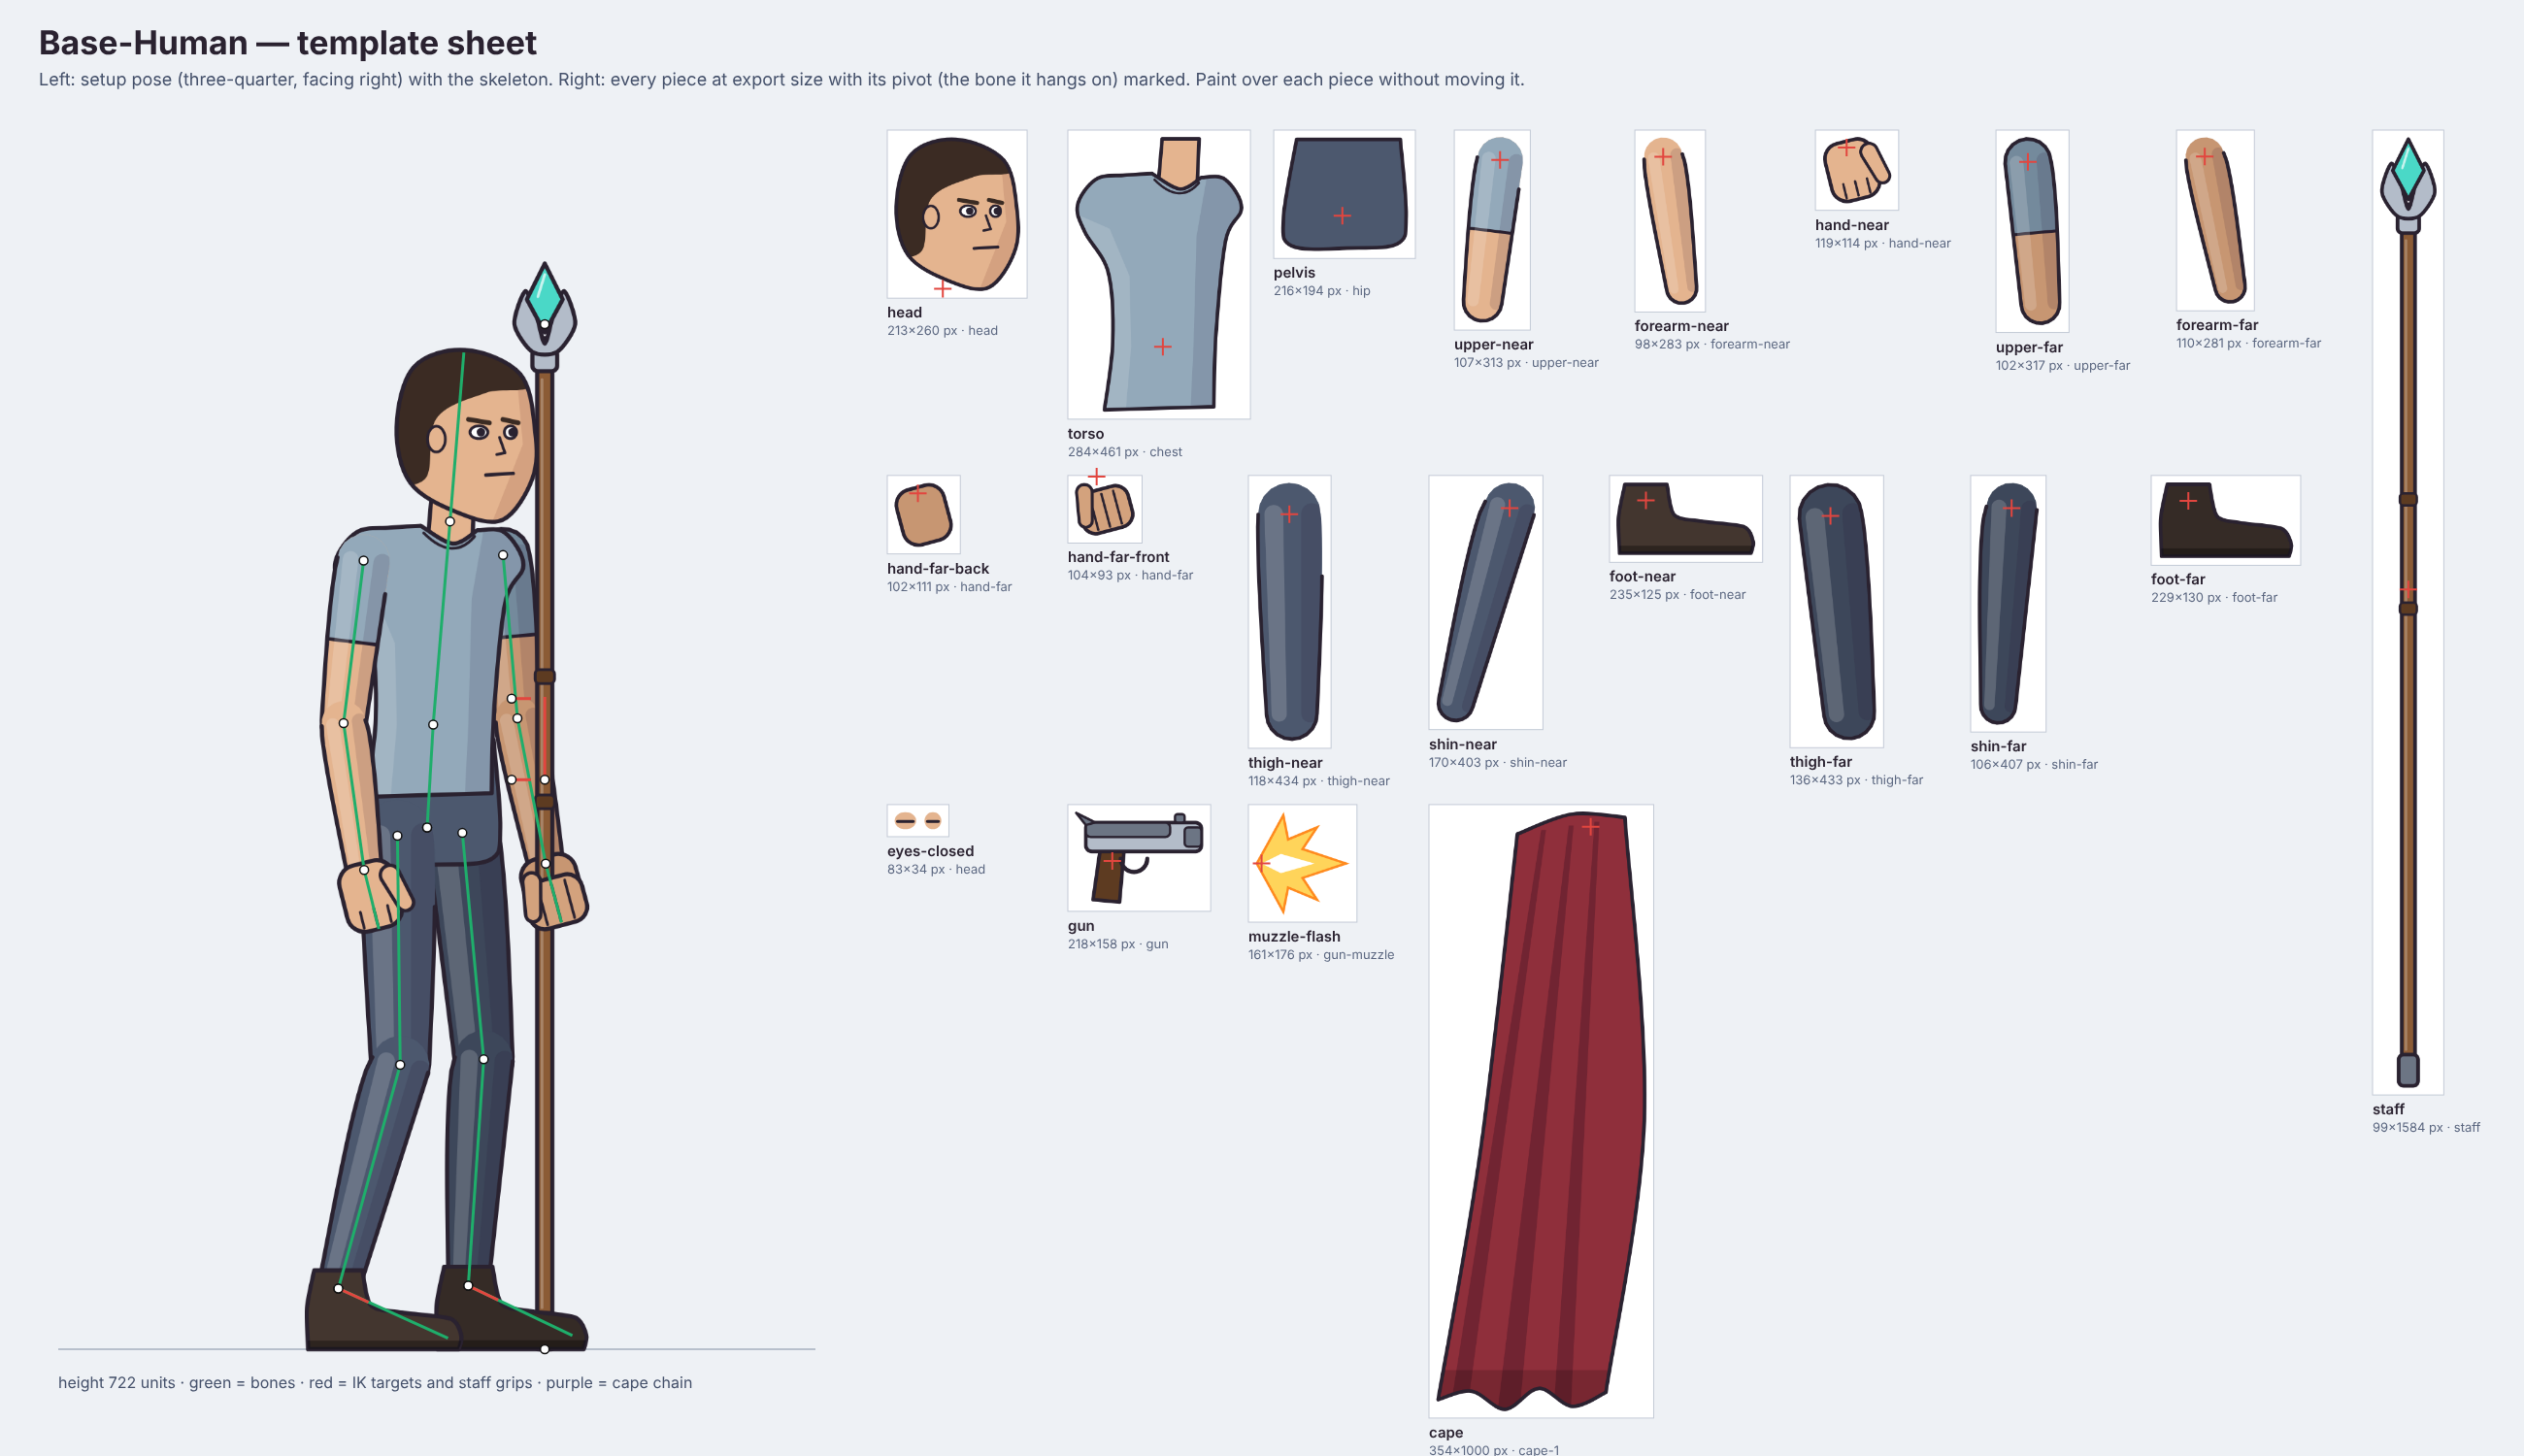 Base-Human — template sheet
Left: setup pose (three-quarter, facing right) with the skeleton. Right: every piece at export size with its pivot (the bone it hangs on) marked. Paint over each piece without moving it.
head
213×260 px · head
torso
284×461 px · chest
pelvis
216×194 px · hip
upper-near
107×313 px · upper-near
forearm-near
98×283 px · forearm-near
hand-near
119×114 px · hand-near
upper-far
102×317 px · upper-far
forearm-far
110×281 px · forearm-far
hand-far-back
102×111 px · hand-far
hand-far-front
104×93 px · hand-far
thigh-near
118×434 px · thigh-near
shin-near
170×403 px · shin-near
foot-near
235×125 px · foot-near
thigh-far
136×433 px · thigh-far
shin-far
106×407 px · shin-far
foot-far
229×130 px · foot-far
eyes-closed
83×34 px · head
gun
218×158 px · gun
muzzle-flash
161×176 px · gun-muzzle
staff
99×1584 px · staff
height 722 units · green = bones · red = IK targets and staff grips · purple = cape chain
cape
354×1000 px · cape-1